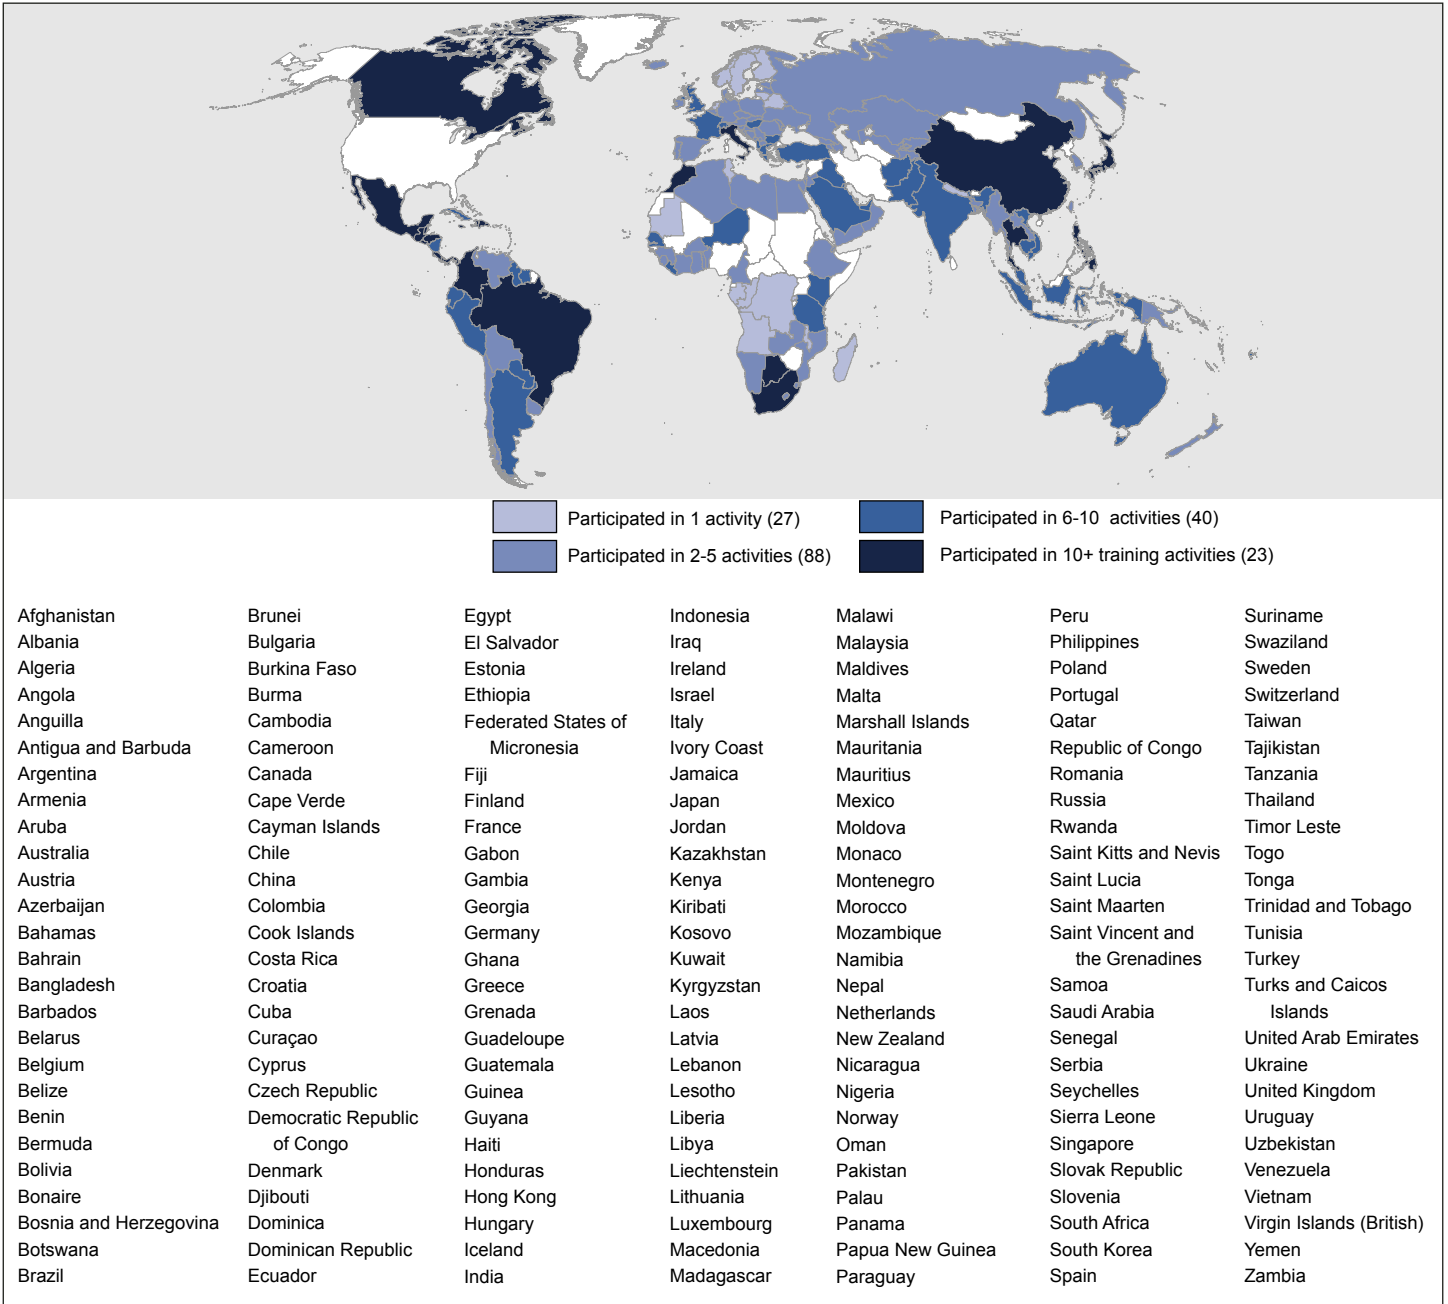 Participated in 1 activity (27)
Participated in 6-10 activities (40)
Participated in 2-5 activities (88)
Participated in 10+ training activities (23)
Afghanistan
Albania
Algeria
Angola
Anguilla
Antigua and Barbuda
Argentina
Armenia
Aruba
Australia
Austria
Azerbaijan
Bahamas
Bahrain
Bangladesh
Barbados
Belarus
Belgium
Belize
Benin
Bermuda
Bolivia
Bonaire
Bosnia and Herzegovina
Botswana
Brazil
Brunei
Bulgaria
Burkina Faso
Burma
Cambodia
Cameroon
Canada
Cape Verde
Cayman Islands
Chile
China
Colombia
Cook Islands
Costa Rica
Croatia
Cuba
Curaçao
Cyprus
Czech Republic
Democratic Republic
of Congo
Denmark
Djibouti
Dominica
Dominican Republic
Ecuador
Egypt
El Salvador
Estonia
Ethiopia
Federated States of
Micronesia
Fiji
Finland
France
Gabon
Gambia
Georgia
Germany
Ghana
Greece
Grenada
Guadeloupe
Guatemala
Guinea
Guyana
Haiti
Honduras
Hong Kong
Hungary
Iceland
India
Indonesia
Iraq
Ireland
Israel
Italy
Ivory Coast
Jamaica
Japan
Jordan
Kazakhstan
Kenya
Kiribati
Kosovo
Kuwait
Kyrgyzstan
Laos
Latvia
Lebanon
Lesotho
Liberia
Libya
Liechtenstein
Lithuania
Luxembourg
Macedonia
Madagascar
Malawi
Malaysia
Maldives
Malta
Marshall Islands
Mauritania
Mauritius
Mexico
Moldova
Monaco
Montenegro
Morocco
Mozambique
Namibia
Nepal
Netherlands
New Zealand
Nicaragua
Nigeria
Norway
Oman
Pakistan
Palau
Panama
Papua New Guinea
Paraguay
Peru
Philippines
Poland
Portugal
Qatar
Republic of Congo
Romania
Russia
Rwanda
Saint Kitts and Nevis
Saint Lucia
Saint Maarten
Saint Vincent and
the Grenadines
Samoa
Saudi Arabia
Senegal
Serbia
Seychelles
Sierra Leone
Singapore
Slovak Republic
Slovenia
South Africa
South Korea
Spain
Suriname
Swaziland
Sweden
Switzerland
Taiwan
Tajikistan
Tanzania
Thailand
Timor Leste
Togo
Tonga
Trinidad and Tobago
Tunisia
Turkey
Turks and Caicos
Islands
United Arab Emirates
Ukraine
United Kingdom
Uruguay
Uzbekistan
Venezuela
Vietnam
Virgin Islands (British)
Yemen
Zambia